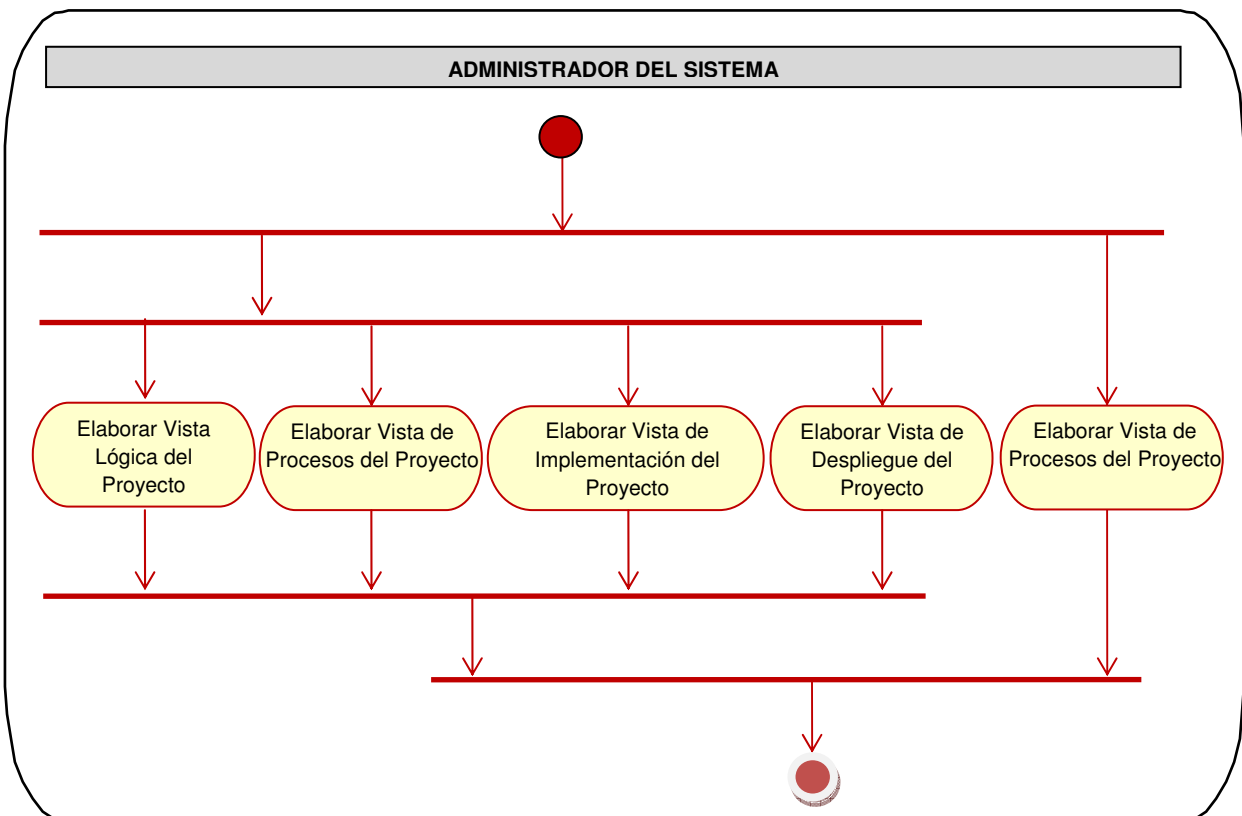 ADMINISTRADOR DEL SISTEMA
Elaborar Vista
Lógica del
Proyecto
Elaborar Vista de
Procesos del Proyecto
Elaborar Vista de
Implementación del
Proyecto
Elaborar Vista de
Despliegue del
Proyecto
Elaborar Vista de
Procesos del Proyecto